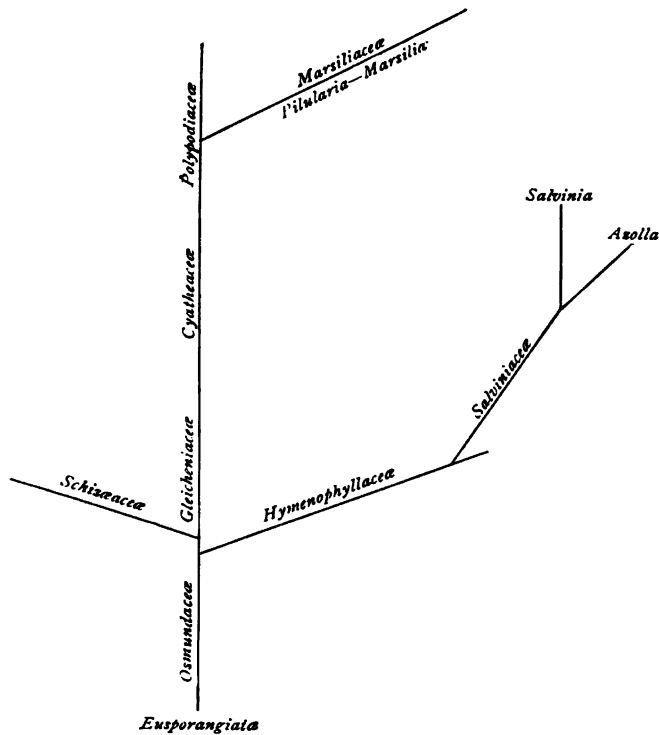 Marsiliaceæ
Pilularia—Marsilia
Polypodiaceæ
Salvinia
Azolla
Cyatheaceæ
Salviniaceæ
Gleicheniaceæ
Schizæaceæ
Hymenophyllaceæ
Osmundaceæ
Eusporangiatæ